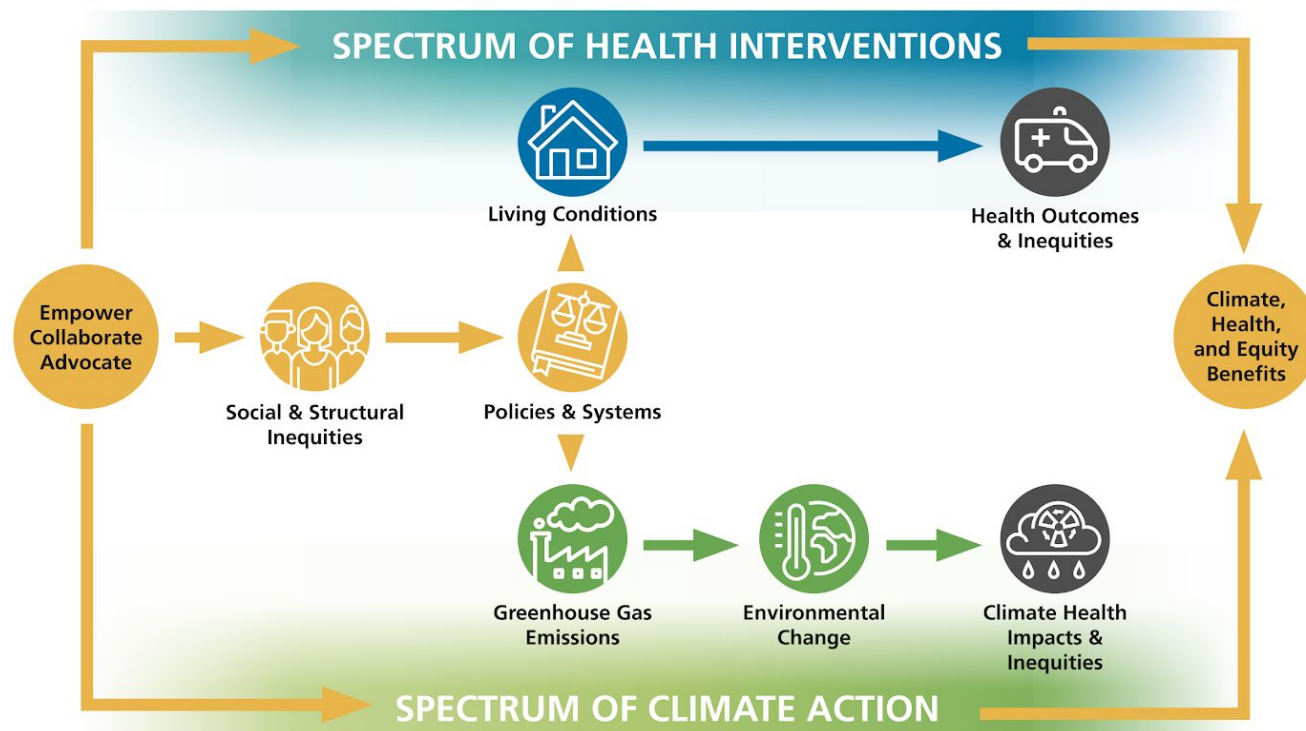 SPECTRUM OF HEALTH INTERVENTIONS
Living Conditions
Health Outcomes
& Inequities
Empower
Collaborate
Advocate
Social & Structural
Inequities
Policies & Systems
Climate,
Health,
and Equity
Benefits
Greenhouse Gas
Emissions
Environmental
Change
Climate Health
Impacts &
Inequities
SPECTRUM OF CLIMATE ACTION